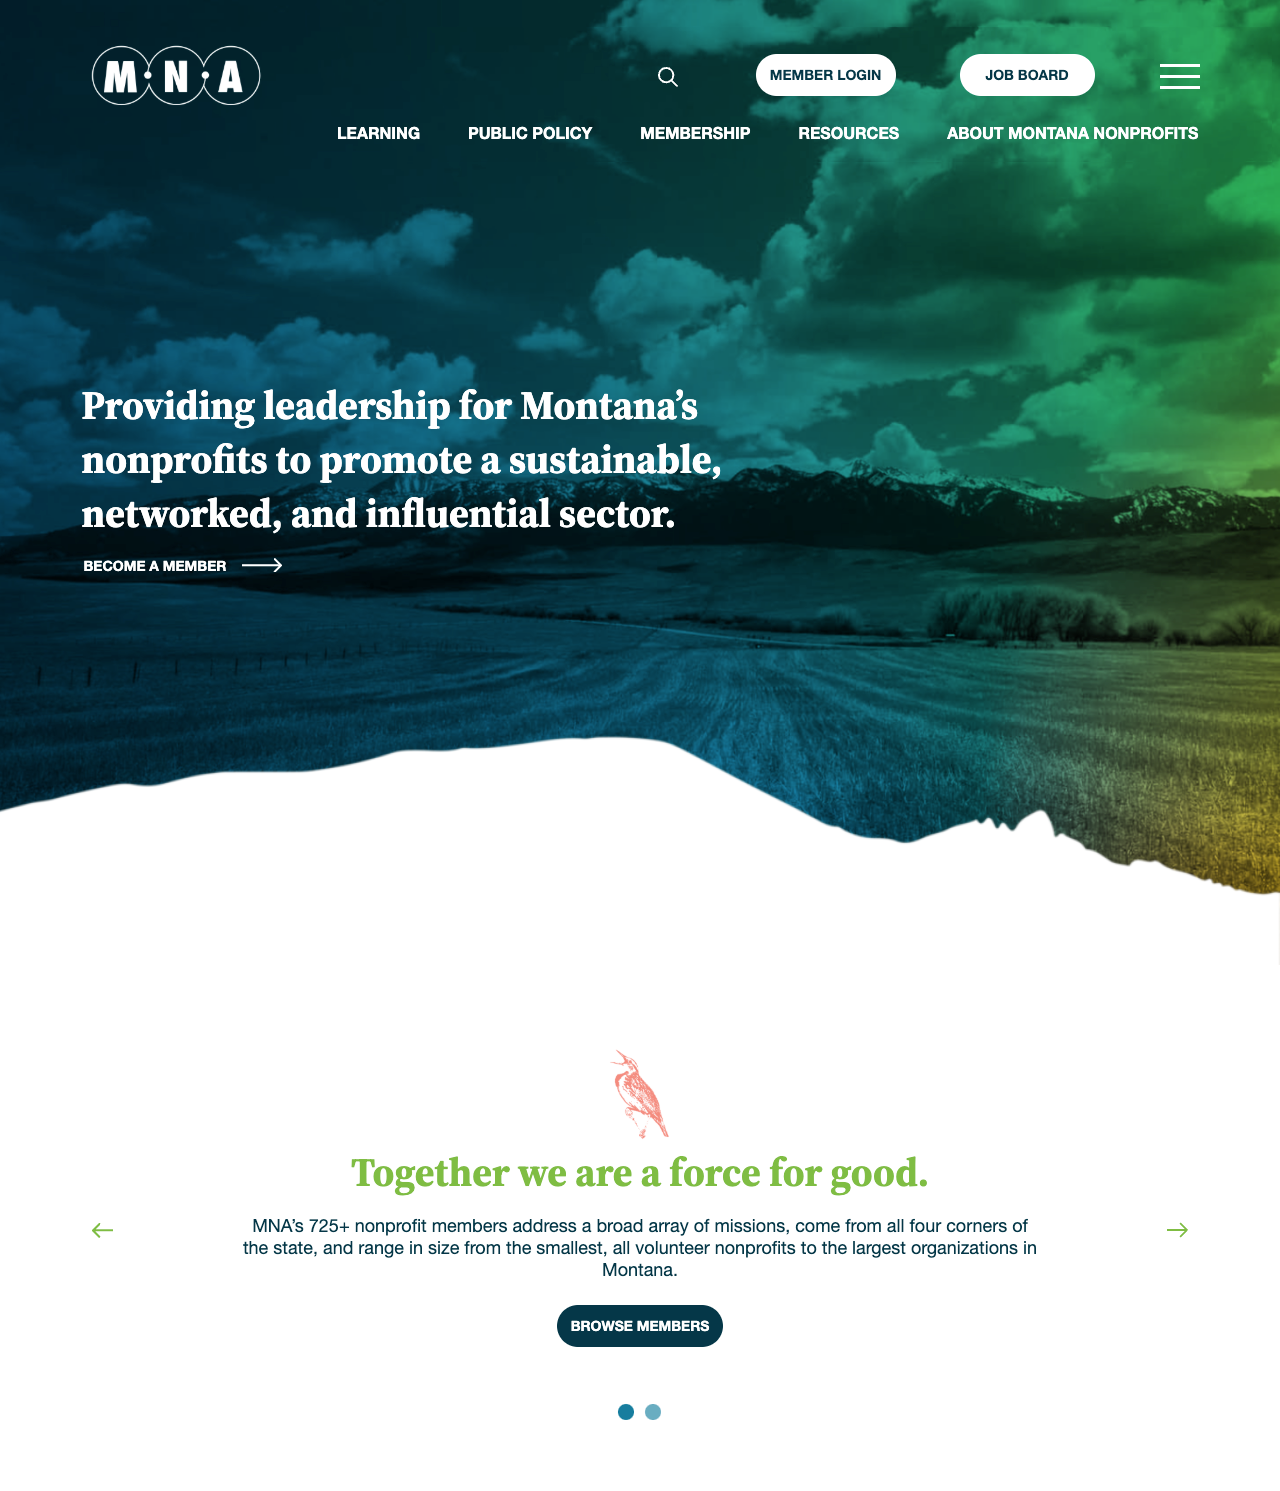 M·N·A
MEMBER LOGIN
JOB BOARD
LEARNING
PUBLIC POLICY
MEMBERSHIP
RESOURCES
ABOUT MONTANA NONPROFITS
Providing leadership for Montana’s
nonprofits to promote a sustainable,
networked, and influential sector.
BECOME A MEMBER
Together we are a force for good.
MNA’s 725+ nonprofit members address a broad array of missions, come from all four corners of
the state, and range in size from the smallest, all volunteer nonprofits to the largest organizations in
Montana.
BROWSE MEMBERS